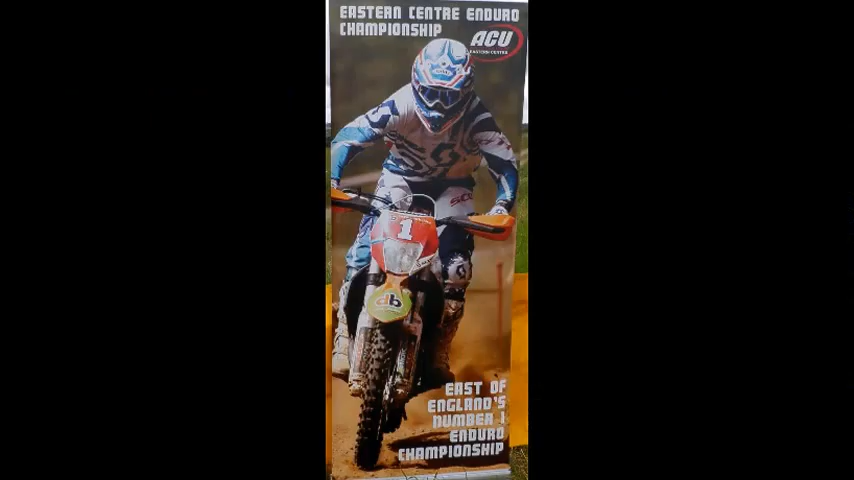 EASTERN CENTRE ENDURO
CHAMPIONSHIP
ACU
EASTERN CENTRE
1
db
EAST OF
ENGLAND'S
NUMBER 1
ENDURO
CHAMPIONSHIP